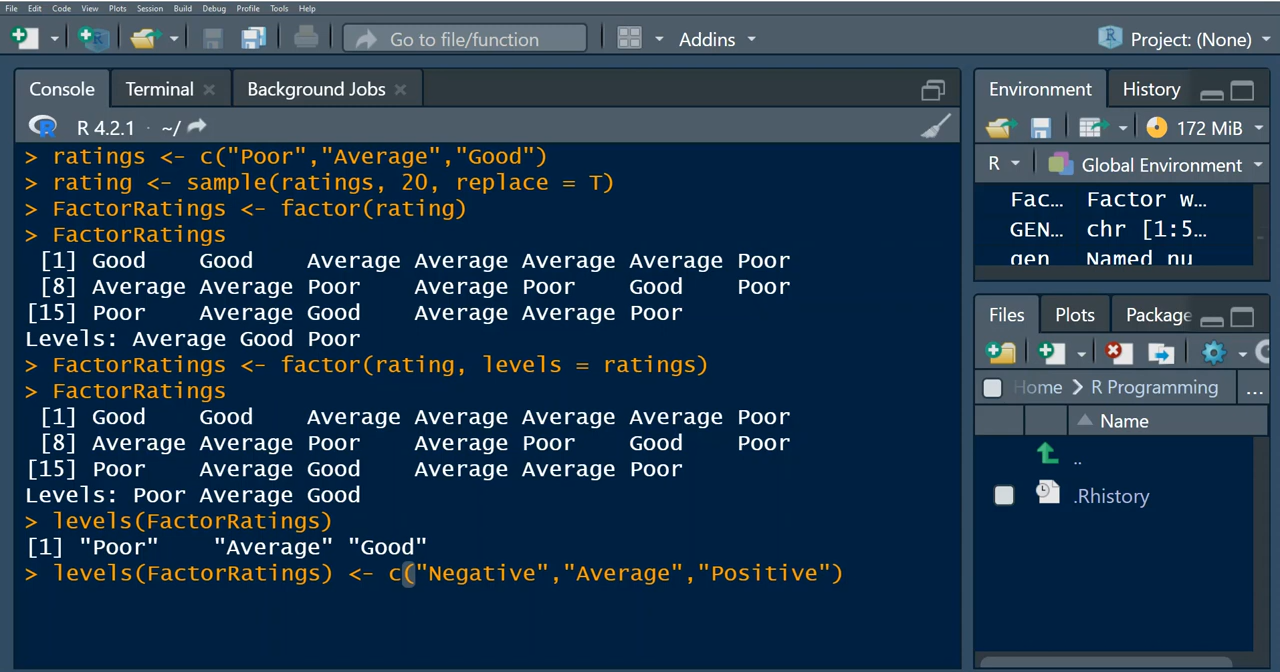 File Edit Code View Plots Session Build Debug Profile Tools Help
Go to file/function Addins Project: (None)
Console Terminal Background Jobs
R 4.2.1 · ~/
> ratings <- c("Poor","Average","Good")
> rating <- sample(ratings, 20, replace = T)
> FactorRatings <- factor(rating)
> FactorRatings
[1] Good Good Average Average Average Average Poor
[8] Average Average Poor Average Poor Good Poor
[15] Poor Average Good Average Average Poor
Levels: Average Good Poor
> FactorRatings <- factor(rating, levels = ratings)
> FactorRatings
[1] Good Good Average Average Average Average Poor
[8] Average Average Poor Average Poor Good Poor
[15] Poor Average Good Average Average Poor
Levels: Poor Average Good
> levels(FactorRatings)
[1] "Poor" "Average" "Good"
> levels(FactorRatings) <- c("Negative","Average","Positive")
Environment History
172 MiB
R Global Environment
Fac… Factor w…
GEN… chr [1:5…
gen Named nu
Files Plots Package
Home R Programming ...
Name
..
.Rhistory